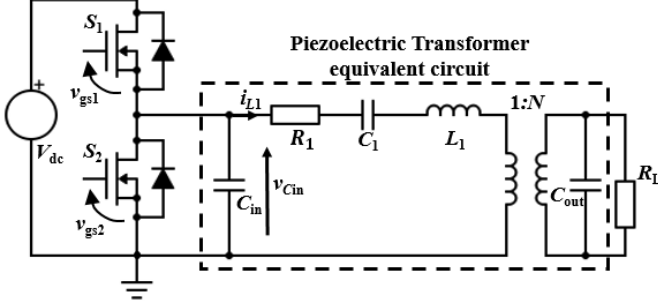 S1
Piezoelectric Transformer
equivalent circuit
+
vgs1
iL1
1:N
Vdc
S2
R1
C1
L1
vCin
Cin
Cout
RL
vgs2